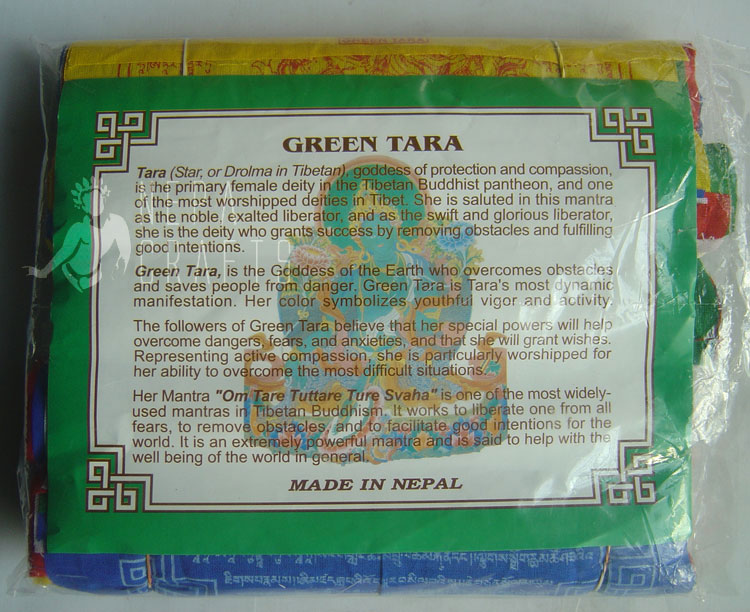 GREEN TARA
GREEN TARA
Tara (Star, or Drolma in Tibetan), goddess of protection and compassion,
is the primary female deity in the Tibetan Buddhist pantheon, and one
of the most worshipped deities in Tibet. She is saluted in this mantra
as the noble, exalted liberator, and as the swift and glorious liberator,
she is the deity who grants success by removing obstacles and fulfilling
good intentions.
Green Tara, is the Goddess of the Earth who overcomes obstacles
and saves people from danger. Green Tara is Tara's most dynamic
manifestation. Her color symbolizes youthful vigor and activity.
The followers of Green Tara believe that her special powers will help
overcome dangers, fears, and anxieties, and that she will grant wishes.
Representing active compassion, she is particularly worshipped for
her ability to overcome the most difficult situations.
Her Mantra "Om Tare Tuttare Ture Svaha" is one of the most widely-
used mantras in Tibetan Buddhism. It works to liberate one from all
fears, to remove obstacles and to facilitate good intentions for the
world. It is an extremely powerful mantra and is said to help with the
well being of the world in general.
MADE IN NEPAL